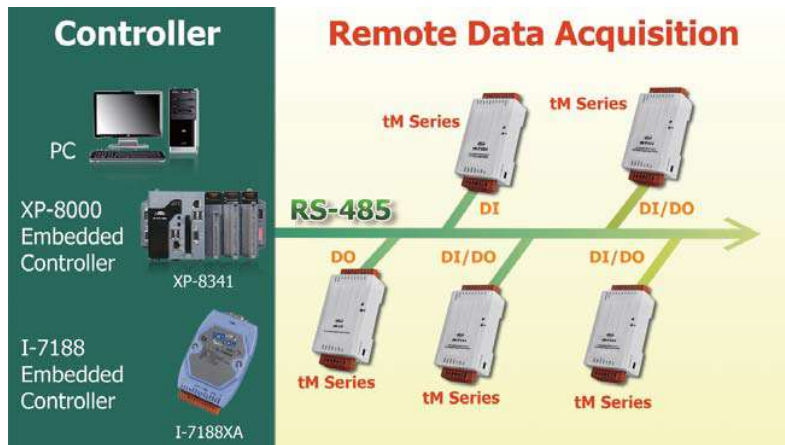 Controller
Remote Data Acquisition
PC
XP-8000
Embedded
Controller
XP-8341
I-7188
Embedded
Controller
I-7188XA
RS-485
tM Series
tM Series
DI
DI/DO
DO
DI/DO
DI/DO
tM Series
tM Series
tM Series